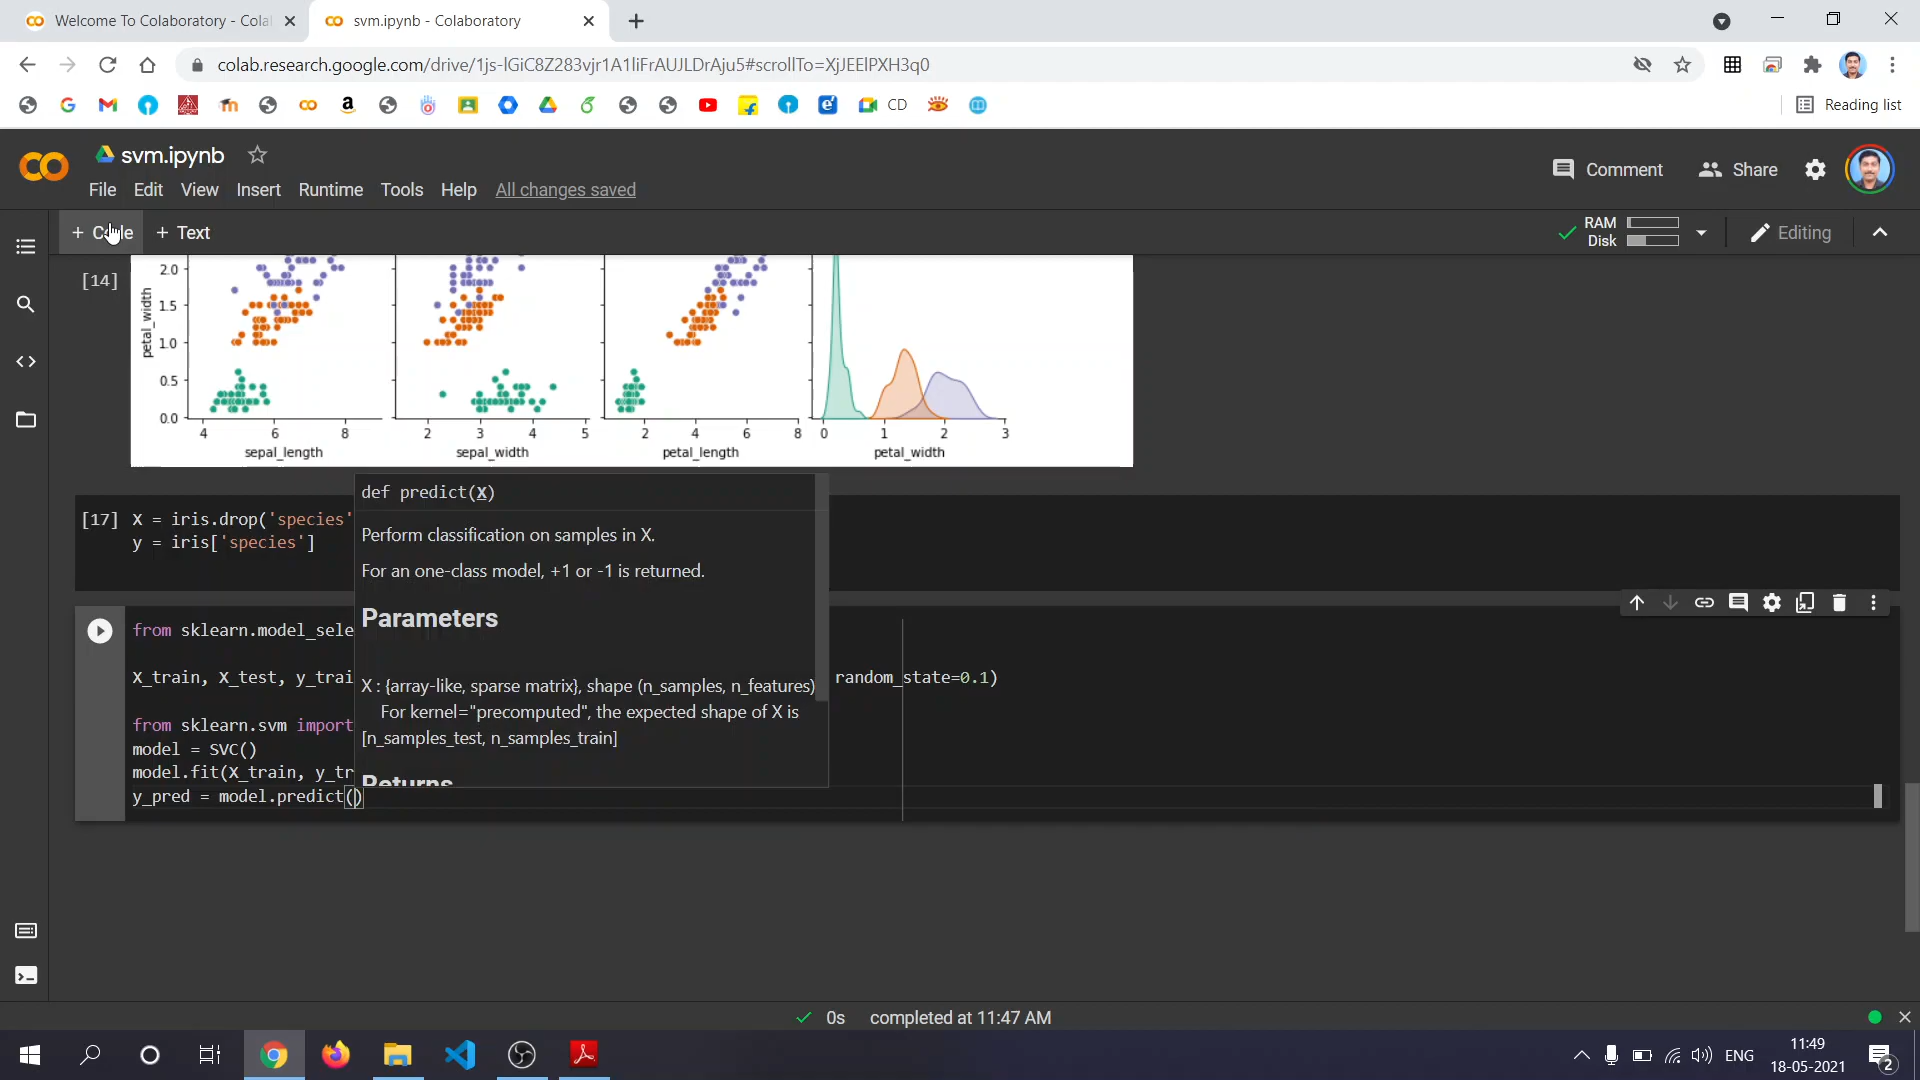 Welcome To Colaboratory - Cola
svm.ipynb - Colaboratory
colab.research.google.com/drive/1js-lGiC8Z283vjr1A1liFrAUJLDrAju5#scrollTo=XjJEElPXH3q0
CD
Reading list
svm.ipynb
Comment
Share
File Edit View Insert Runtime Tools Help All changes saved
+ Code + Text
RAM
Disk
Editing
[14]
petal_width
2.0
1.5
1.0
0.5
0.0
4 6 8 2 3 4 5 2 4 6 8 0 1 2 3
sepal_length sepal_width petal_length petal_width
def predict(X)
Perform classification on samples in X.
For an one-class model, +1 or -1 is returned.
Parameters
X : {array-like, sparse matrix}, shape (n_samples, n_features)
For kernel="precomputed", the expected shape of X is
[n_samples_test, n_samples_train]
Returns
[17] X = iris.drop('species'
y = iris['species']
from sklearn.model_sele
X_train, X_test, y_trai random_state=0.1)
from sklearn.svm import
model = SVC()
model.fit(X_train, y_tr
y_pred = model.predict()
0s completed at 11:47 AM
ENG
11:49
18-05-2021
2